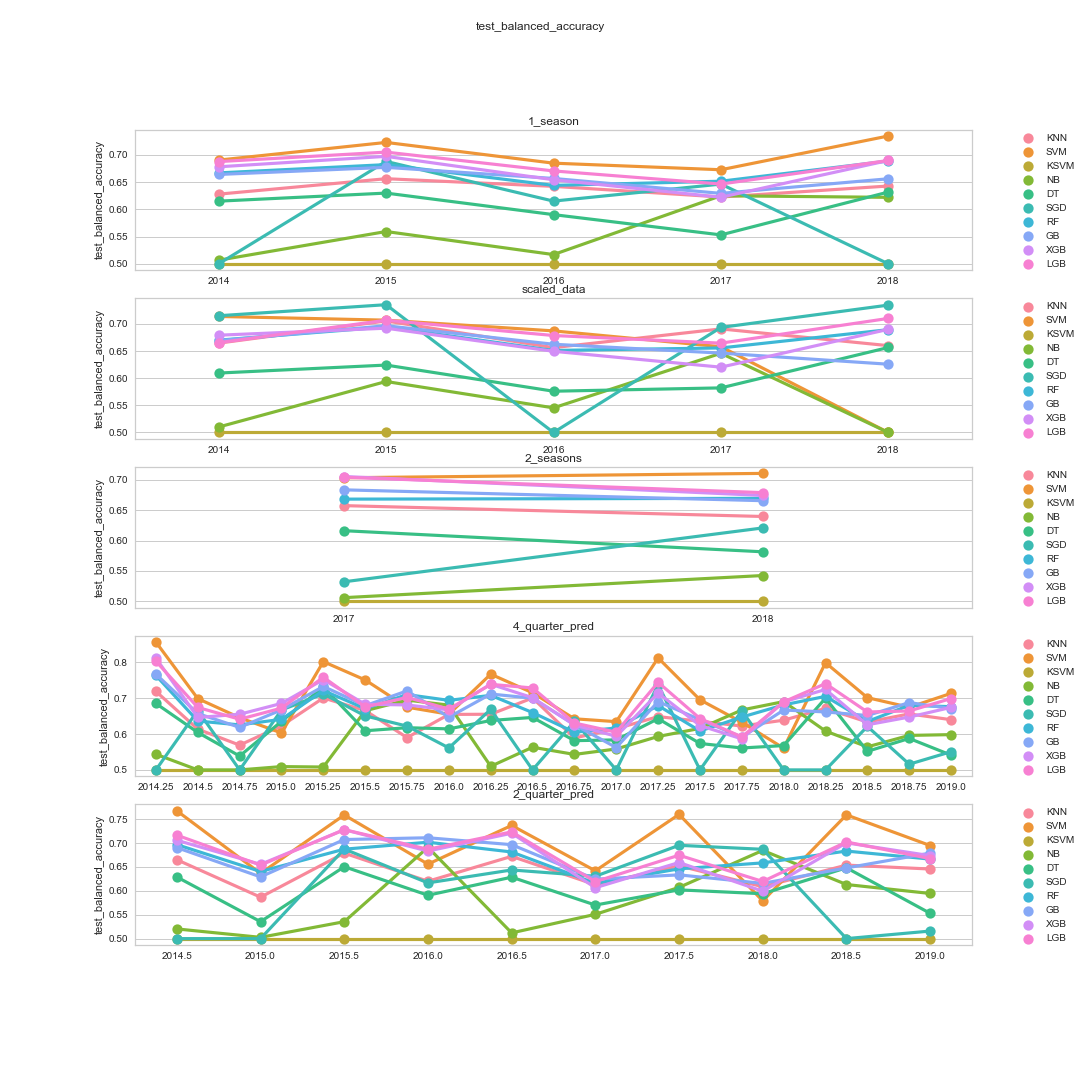 test_balanced_accuracy
1_season
test_balanced_accuracy
0.70
0.65
0.60
0.55
0.50
2014 2015 2016 2017 2018
KNN
SVM
KSVM
NB
DT
SGD
RF
GB
XGB
LGB
scaled_data
test_balanced_accuracy
0.70
0.65
0.60
0.55
0.50
2014 2015 2016 2017 2018
KNN
SVM
KSVM
NB
DT
SGD
RF
GB
XGB
LGB
2_seasons
test_balanced_accuracy
0.70
0.65
0.60
0.55
0.50
2017 2018
KNN
SVM
KSVM
NB
DT
SGD
RF
GB
XGB
LGB
4_quarter_pred
test_balanced_accuracy
0.8
0.7
0.6
0.5
2014.25 2014.5 2014.75 2015.0 2015.25 2015.5 2015.75 2016.0 2016.25 2016.5 2016.75 2017.0 2017.25 2017.5 2017.75 2018.0 2018.25 2018.5 2018.75 2019.0
KNN
SVM
KSVM
NB
DT
SGD
RF
GB
XGB
LGB
2_quarter_pred
test_balanced_accuracy
0.75
0.70
0.65
0.60
0.55
0.50
2014.5 2015.0 2015.5 2016.0 2016.5 2017.0 2017.5 2018.0 2018.5 2019.0
KNN
SVM
KSVM
NB
DT
SGD
RF
GB
XGB
LGB